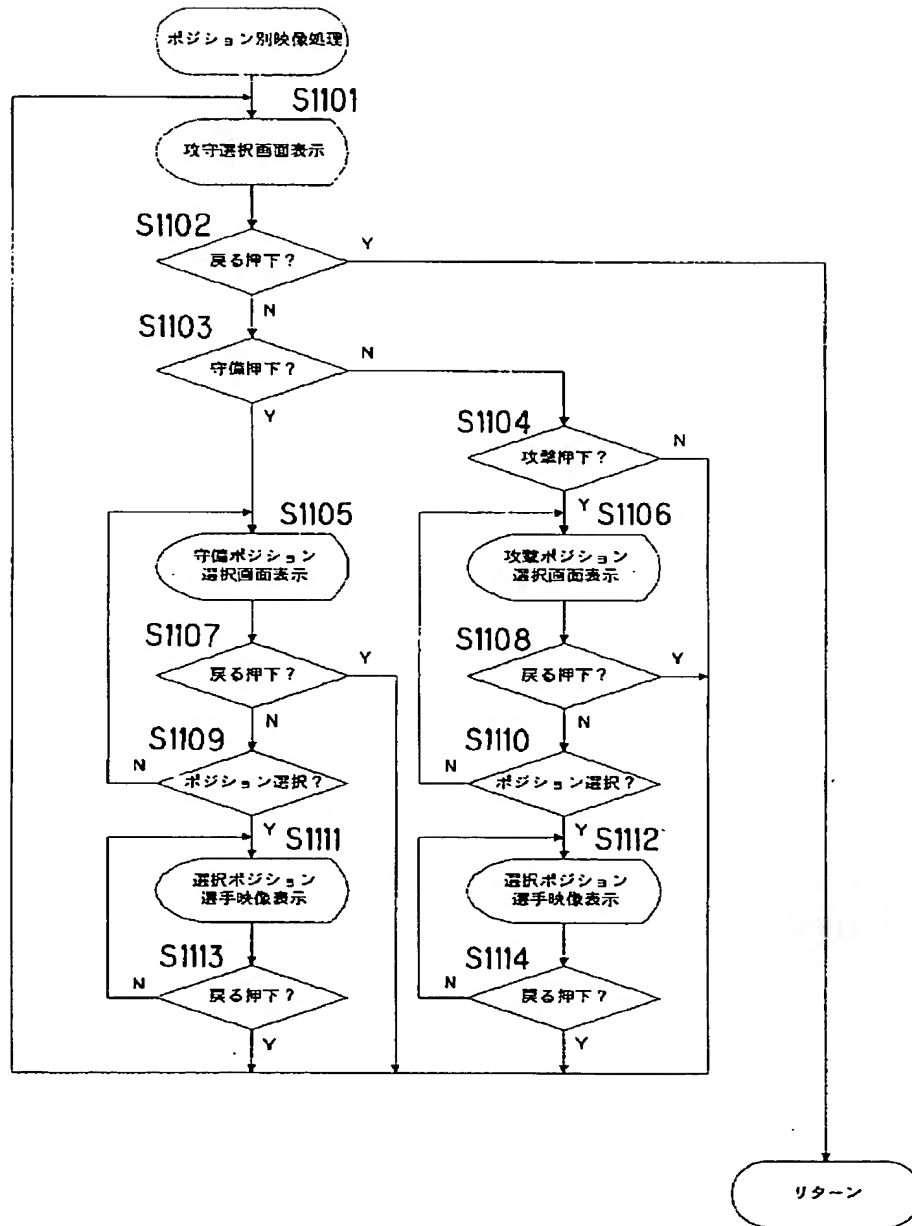 ポジション別映像処理
S1101
攻守選択画面表示
S1102
戻る押下？
Y
N
S1103
守備押下？
N
Y
S1104
攻撃押下？
N
Y
S1105
守備ポジション
選択画面表示
S1106
攻撃ポジション
選択画面表示
S1107
戻る押下？
Y
N
S1108
戻る押下？
Y
N
S1109
ポジション選択？
N
Y
S1110
ポジション選択？
N
Y
S1111
選択ポジション
選手映像表示
S1112
選択ポジション
選手映像表示
S1113
戻る押下？
N
Y
S1114
戻る押下？
N
Y
リターン